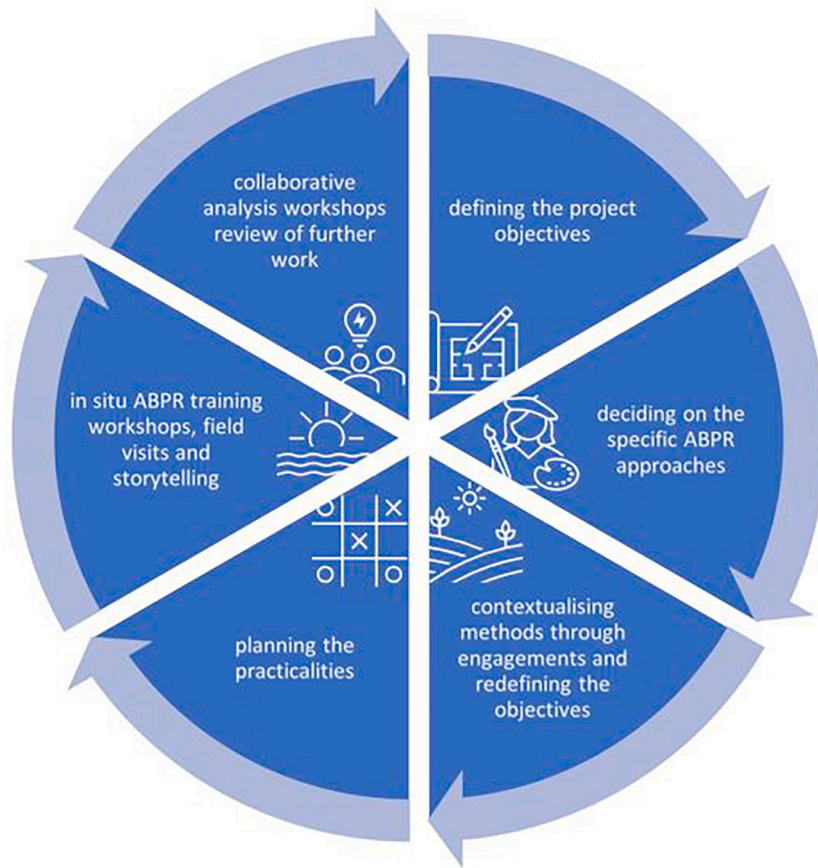 defining the project
objectives
deciding on the
specific ABPR
approaches
contextualising
methods through
engagements and
redefining the
objectives
planning the
practicalities
in situ ABPR training
workshops, field
visits and
storytelling
collaborative
analysis workshops
review of further
work